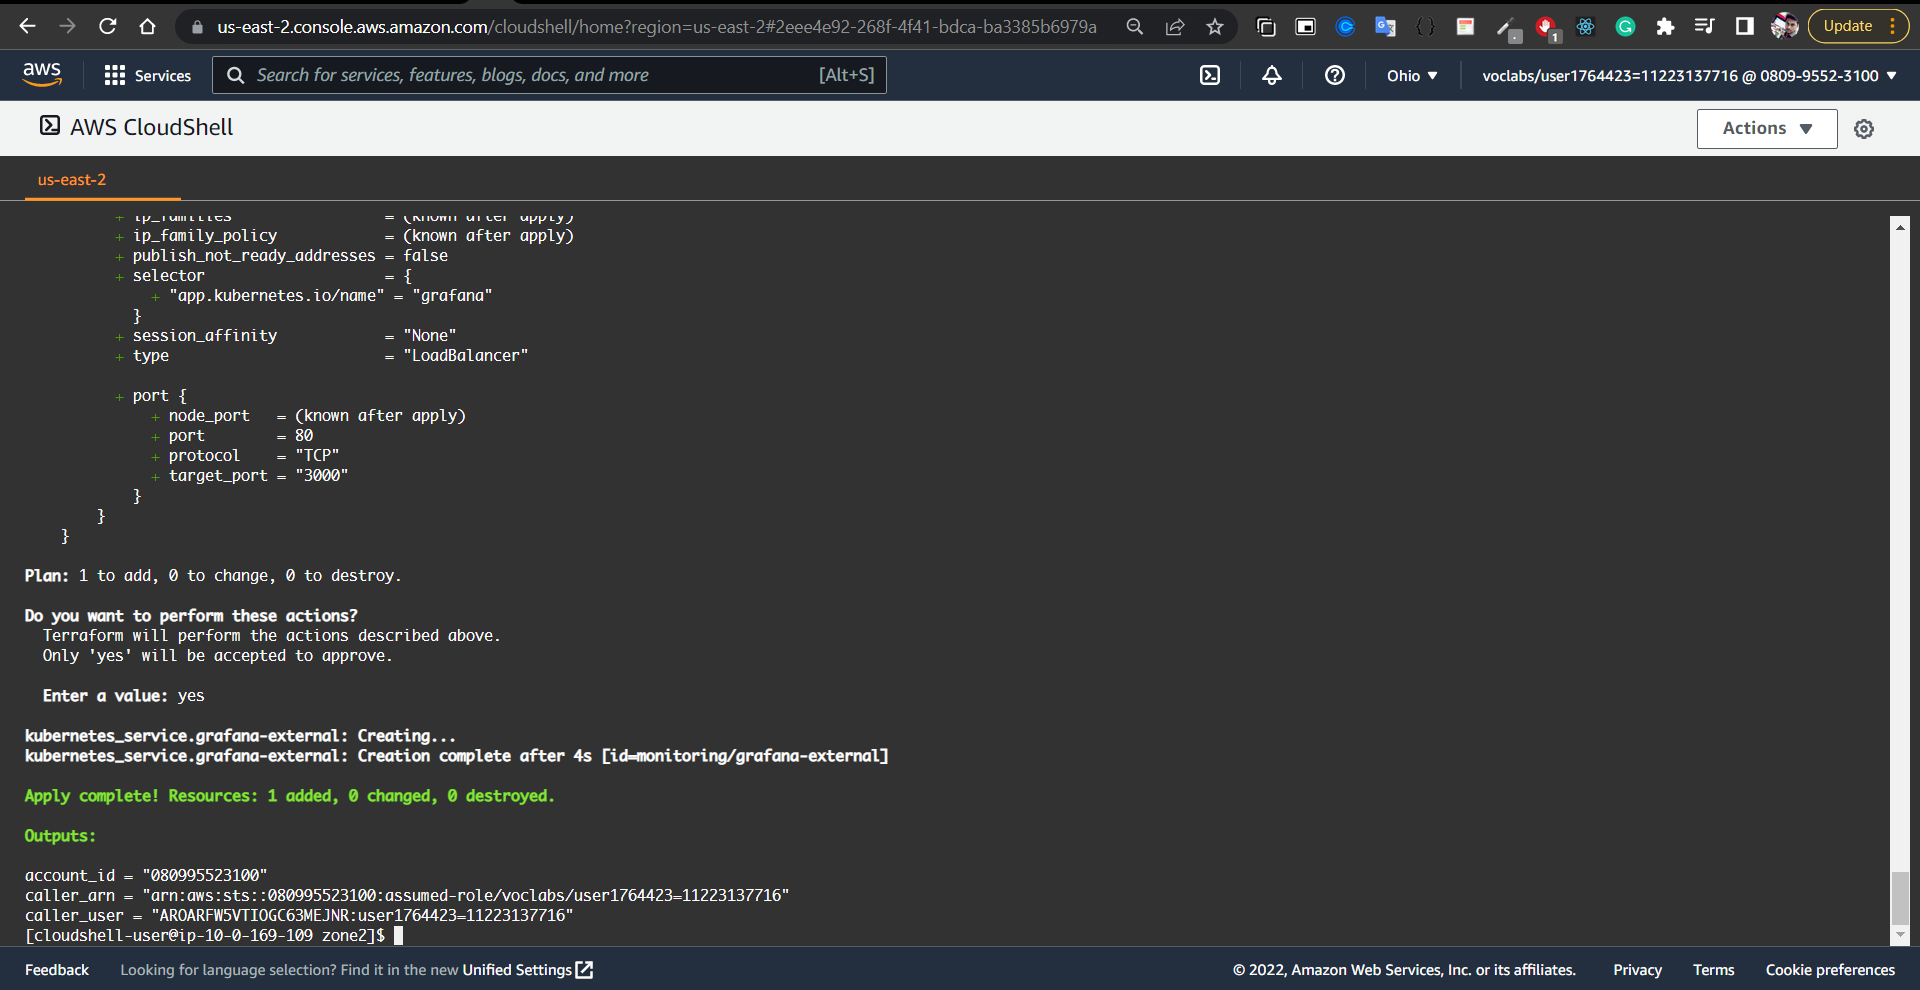 us-east-2.console.aws.amazon.com/cloudshell/home?region=us-east-2#2eee4e92-268f-4f41-bdca-ba3385b6979a
1
Update
aws
Services
Search for services, features, blogs, docs, and more
[Alt+S]
Ohio ▼
voclabs/user1764423=11223137716 @ 0809-9552-3100 ▼
AWS CloudShell
Actions ▼
us-east-2
+ ip_families = (known after apply)
+ ip_family_policy = (known after apply)
+ publish_not_ready_addresses = false
+ selector = {
+ "app.kubernetes.io/name" = "grafana"
}
+ session_affinity = "None"
+ type = "LoadBalancer"
+ port {
+ node_port = (known after apply)
+ port = 80
+ protocol = "TCP"
+ target_port = "3000"
}
}
}
Plan: 1 to add, 0 to change, 0 to destroy.
Do you want to perform these actions?
Terraform will perform the actions described above.
Only 'yes' will be accepted to approve.
Enter a value: yes
kubernetes_service.grafana-external: Creating...
kubernetes_service.grafana-external: Creation complete after 4s [id=monitoring/grafana-external]
Apply complete! Resources: 1 added, 0 changed, 0 destroyed.
Outputs:
account_id = "080995523100"
caller_arn = "arn:aws:sts::080995523100:assumed-role/voclabs/user1764423=11223137716"
caller_user = "AROARFW5VTIOGC63MEJNR:user1764423=11223137716"
[cloudshell-user@ip-10-0-169-109 zone2]$
Feedback
Looking for language selection? Find it in the new Unified Settings
© 2022, Amazon Web Services, Inc. or its affiliates.
Privacy
Terms
Cookie preferences